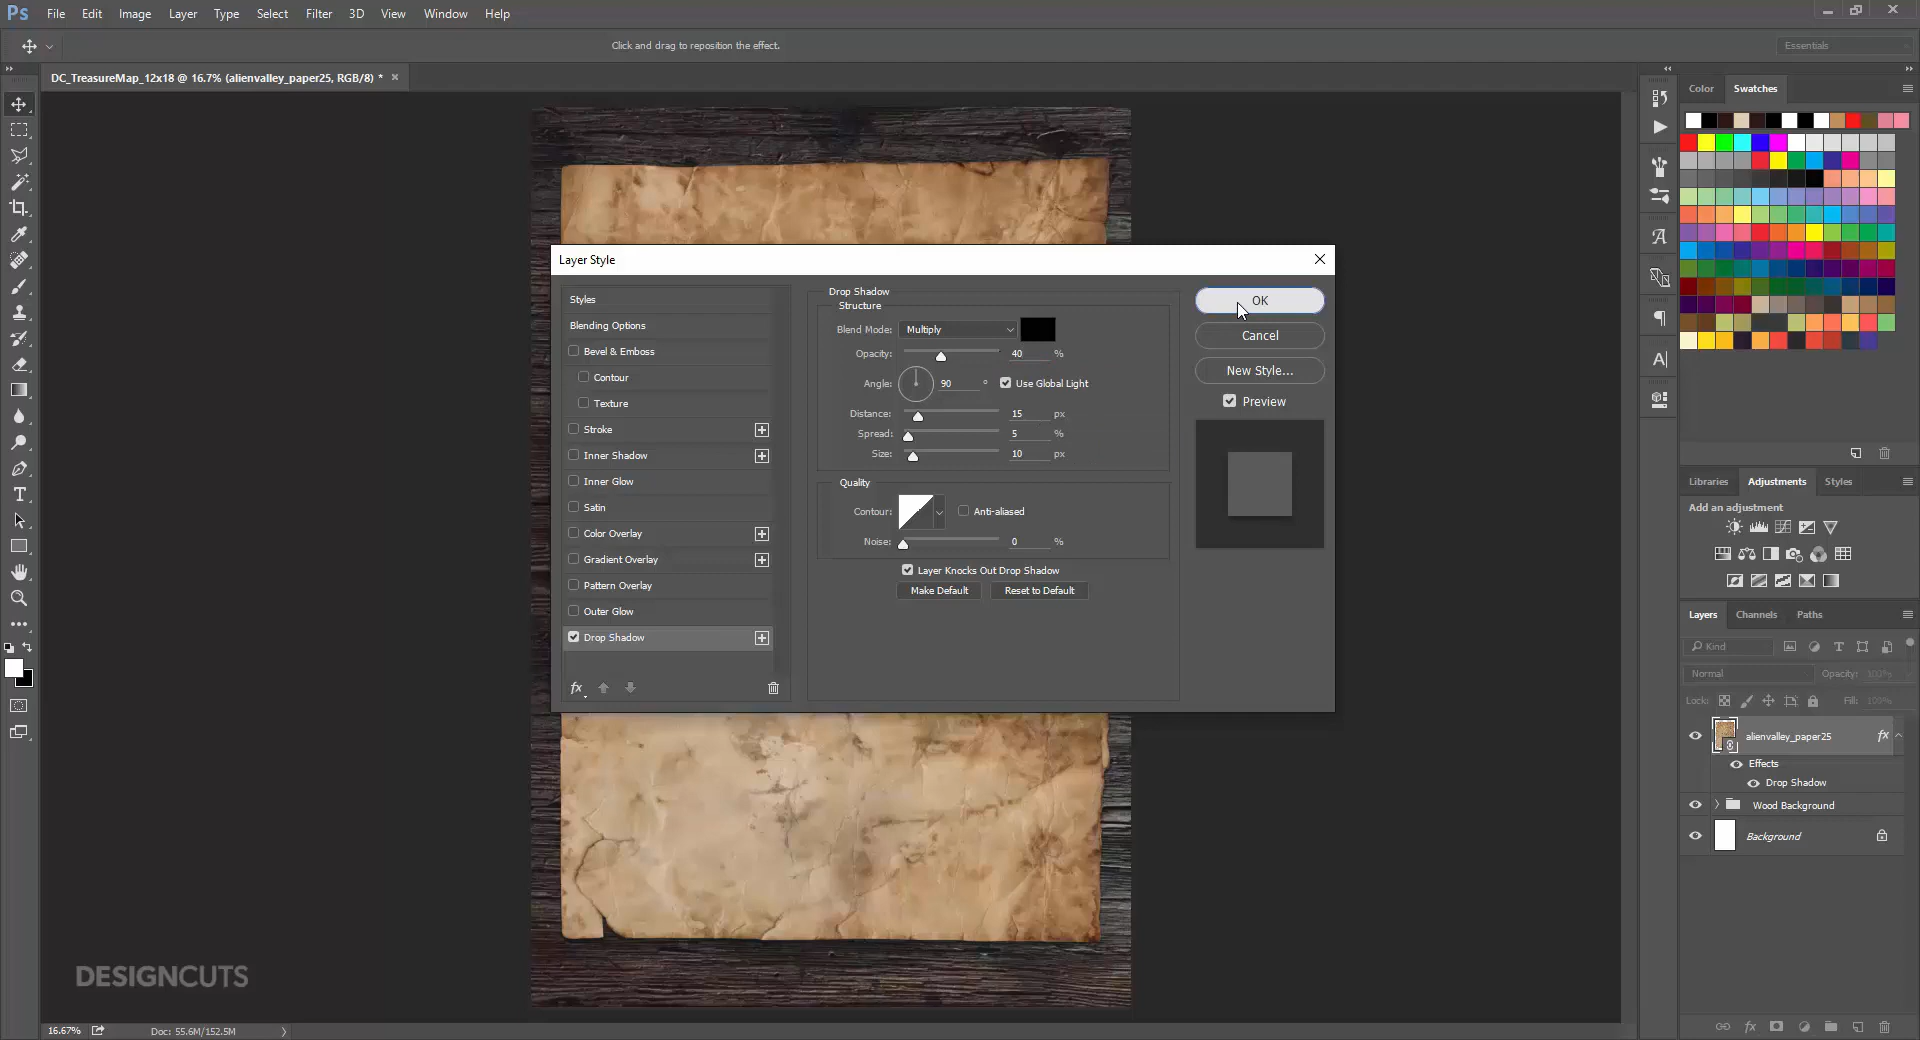 Ps File Edit Image Layer Type Select Filter 3D View Window Help
Click and drag to reposition the effect.
Essentials
DC_TreasureMap_12x18 @ 16.7% (alienvalley_paper25, RGB/8) *
Color Swatches
Layer Style
Styles
Blending Options
Bevel & Emboss
Contour
Texture
Stroke
Inner Shadow
Inner Glow
Satin
Color Overlay
Gradient Overlay
Pattern Overlay
Outer Glow
Drop Shadow
fx
Drop Shadow
Structure
Blend Mode: Multiply
Opacity: 40 %
Angle: 90 ° Use Global Light
Distance: 15 px
Spread: 5 %
Size: 10 px
Quality
Contour: Anti-aliased
Noise: 0 %
Layer Knocks Out Drop Shadow
Make Default Reset to Default
OK
Cancel
New Style...
Preview
Libraries Adjustments Styles
Add an adjustment
Layers Channels Paths
Kind
Normal Opacity: 100%
Lock: Fill: 100%
alienvalley_paper25 fx
Effects
Drop Shadow
Wood Background
Background
DESIGNCUTS
16.67% Doc: 55.6M/152.5M
fx